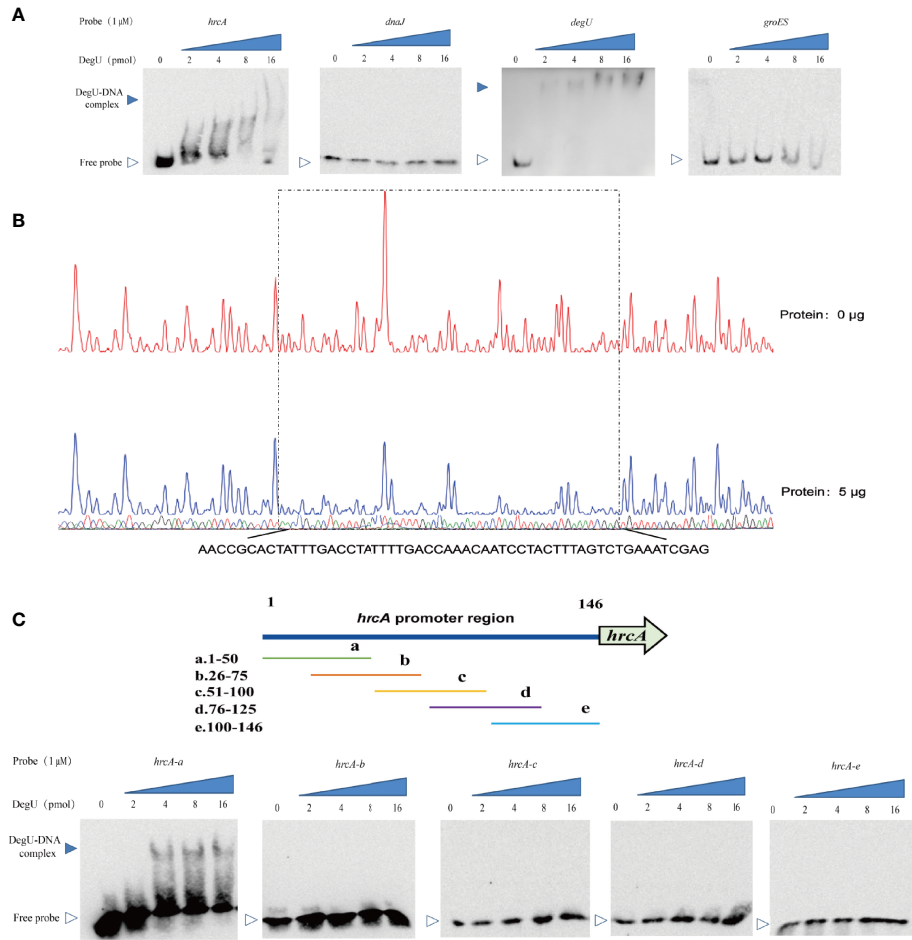 A
Probe (1 μM) hrcA dnaJ degU groES
DegU (pmol) 0 2 4 8 16 0 2 4 8 16 0 2 4 8 16 0 2 4 8 16
DegU-DNA
complex
Free probe
B
Protein: 0 μg
Protein: 5 μg
AACCGCACTATTTGACCTATTTTGACCAAACAATCCTACTTTAGTCTGAAATCGAG
C
1 146
hrcA promoter region
hrcA
a
a.1-50
b
b.26-75
c
c.51-100
d
d.76-125
e
e.100-146
Probe (1 μM) hrcA-a hrcA-b hrcA-c hrcA-d hrcA-e
DegU (pmol) 0 2 4 8 16 0 2 4 8 16 0 2 4 8 16 0 2 4 8 16 0 2 4 8 16
DegU-DNA
complex
Free probe